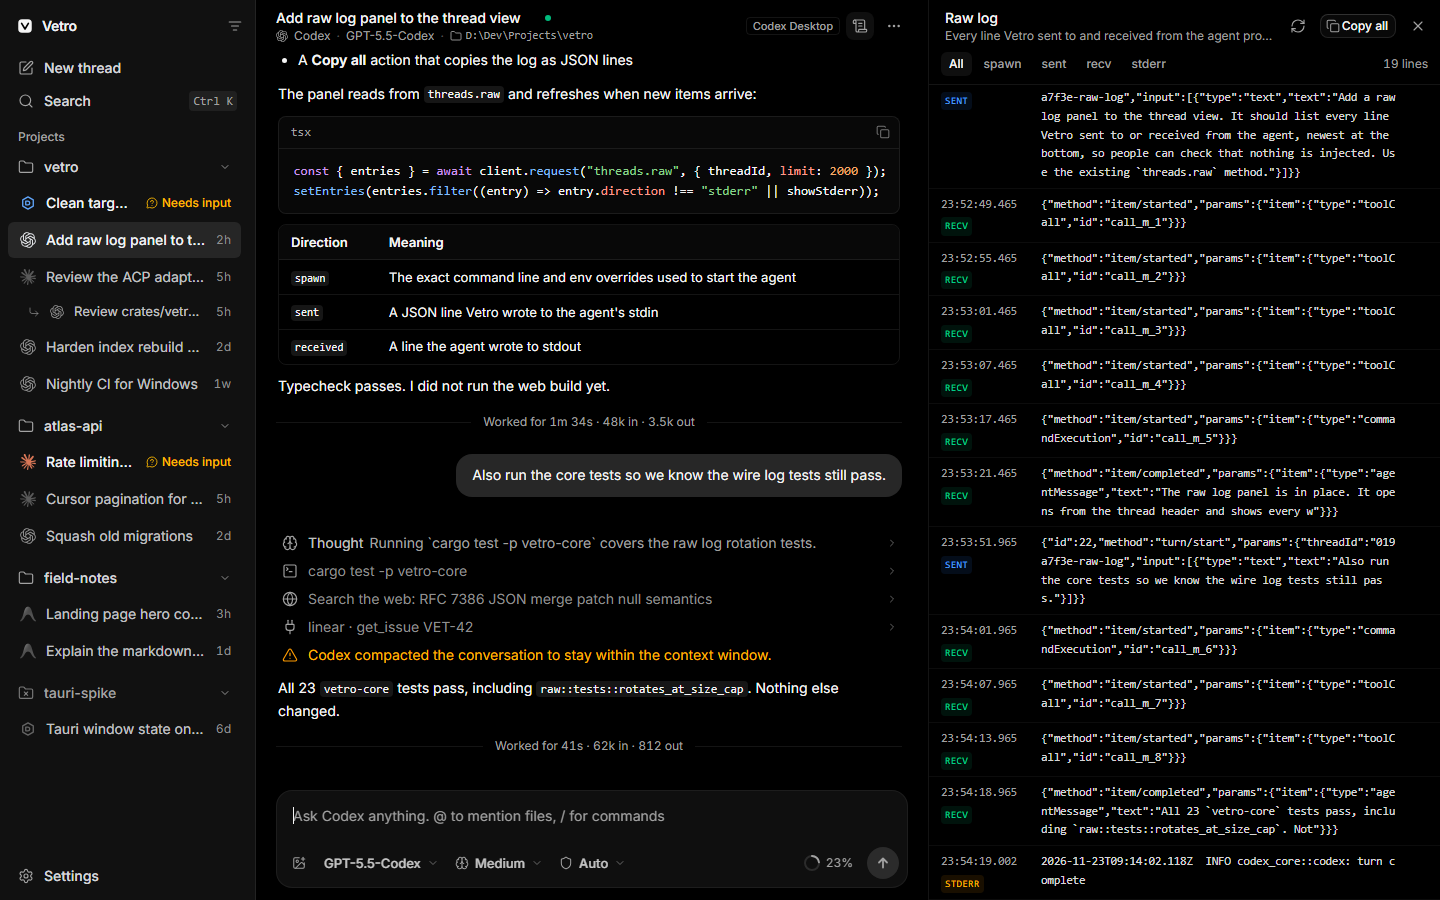 Vetro
New thread
Search
Ctrl K
Projects
vetro
Clean targ...
Needs input
Add raw log panel to t...
2h
Review the ACP adapt...
5h
Review crates/vetr...
5h
Harden index rebuild ...
2d
Nightly CI for Windows
1w
atlas-api
Rate limitin...
Needs input
Cursor pagination for ...
5h
Squash old migrations
2d
field-notes
Landing page hero co...
3h
Explain the markdown...
1d
tauri-spike
Tauri window state on...
6d
Settings
Add raw log panel to the thread view
Codex · GPT-5.5-Codex · D:\Dev\Projects\vetro
Codex Desktop
• A Copy all action that copies the log as JSON lines
The panel reads from threads.raw and refreshes when new items arrive:
tsx
const { entries } = await client.request("threads.raw", { threadId, limit: 2000 });
setEntries(entries.filter((entry) => entry.direction !== "stderr" || showStderr));
Direction Meaning
spawn The exact command line and env overrides used to start the agent
sent A JSON line Vetro wrote to the agent's stdin
received A line the agent wrote to stdout
Typecheck passes. I did not run the web build yet.
Worked for 1m 34s · 48k in · 3.5k out
Also run the core tests so we know the wire log tests still pass.
Thought Running `cargo test -p vetro-core` covers the raw log rotation tests.
cargo test -p vetro-core
Search the web: RFC 7386 JSON merge patch null semantics
linear · get_issue VET-42
Codex compacted the conversation to stay within the context window.
All 23 vetro-core tests pass, including raw::tests::rotates_at_size_cap. Nothing else
changed.
Worked for 41s · 62k in · 812 out
Ask Codex anything. @ to mention files, / for commands
GPT-5.5-Codex
Medium
Auto
23%
Raw log
Every line Vetro sent to and received from the agent pro...
Copy all
All spawn sent recv stderr
19 lines
SENT
a7f3e-raw-log","input":[{"type":"text","text":"Add a raw
log panel to the thread view. It should list every line
Vetro sent to or received from the agent, newest at the
bottom, so people can check that nothing is injected. Us
e the existing `threads.raw` method."}]}}
23:52:49.465
RECV
{"method":"item/started","params":{"item":{"type":"toolC
all","id":"call_m_1"}}}
23:52:55.465
RECV
{"method":"item/started","params":{"item":{"type":"toolC
all","id":"call_m_2"}}}
23:53:01.465
RECV
{"method":"item/started","params":{"item":{"type":"toolC
all","id":"call_m_3"}}}
23:53:07.465
RECV
{"method":"item/started","params":{"item":{"type":"toolC
all","id":"call_m_4"}}}
23:53:17.465
RECV
{"method":"item/started","params":{"item":{"type":"comma
ndExecution","id":"call_m_5"}}}
23:53:21.465
RECV
{"method":"item/completed","params":{"item":{"type":"age
ntMessage","text":"The raw log panel is in place. It ope
ns from the thread header and shows every w"}}}
23:53:51.965
SENT
{"id":22,"method":"turn/start","params":{"threadId":"019
a7f3e-raw-log","input":[{"type":"text","text":"Also run
the core tests so we know the wire log tests still pas
s."}]}}
23:54:01.965
RECV
{"method":"item/started","params":{"item":{"type":"comma
ndExecution","id":"call_m_6"}}}
23:54:07.965
RECV
{"method":"item/started","params":{"item":{"type":"toolC
all","id":"call_m_7"}}}
23:54:13.965
RECV
{"method":"item/started","params":{"item":{"type":"toolC
all","id":"call_m_8"}}}
23:54:18.965
RECV
{"method":"item/completed","params":{"item":{"type":"age
ntMessage","text":"All 23 `vetro-core` tests pass, inclu
ding `raw::tests::rotates_at_size_cap`. Not"}}}
23:54:19.002
STDERR
2026-11-23T09:14:02.118Z  INFO codex_core::codex: turn c
omplete